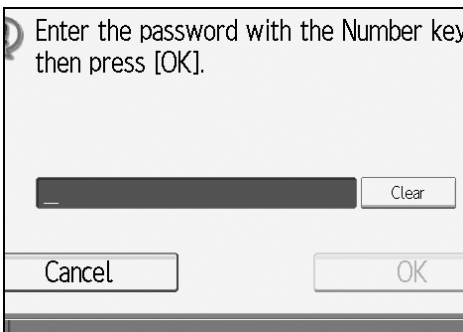 Enter the password with the Number key
then press [OK].
_
Clear
Cancel
OK